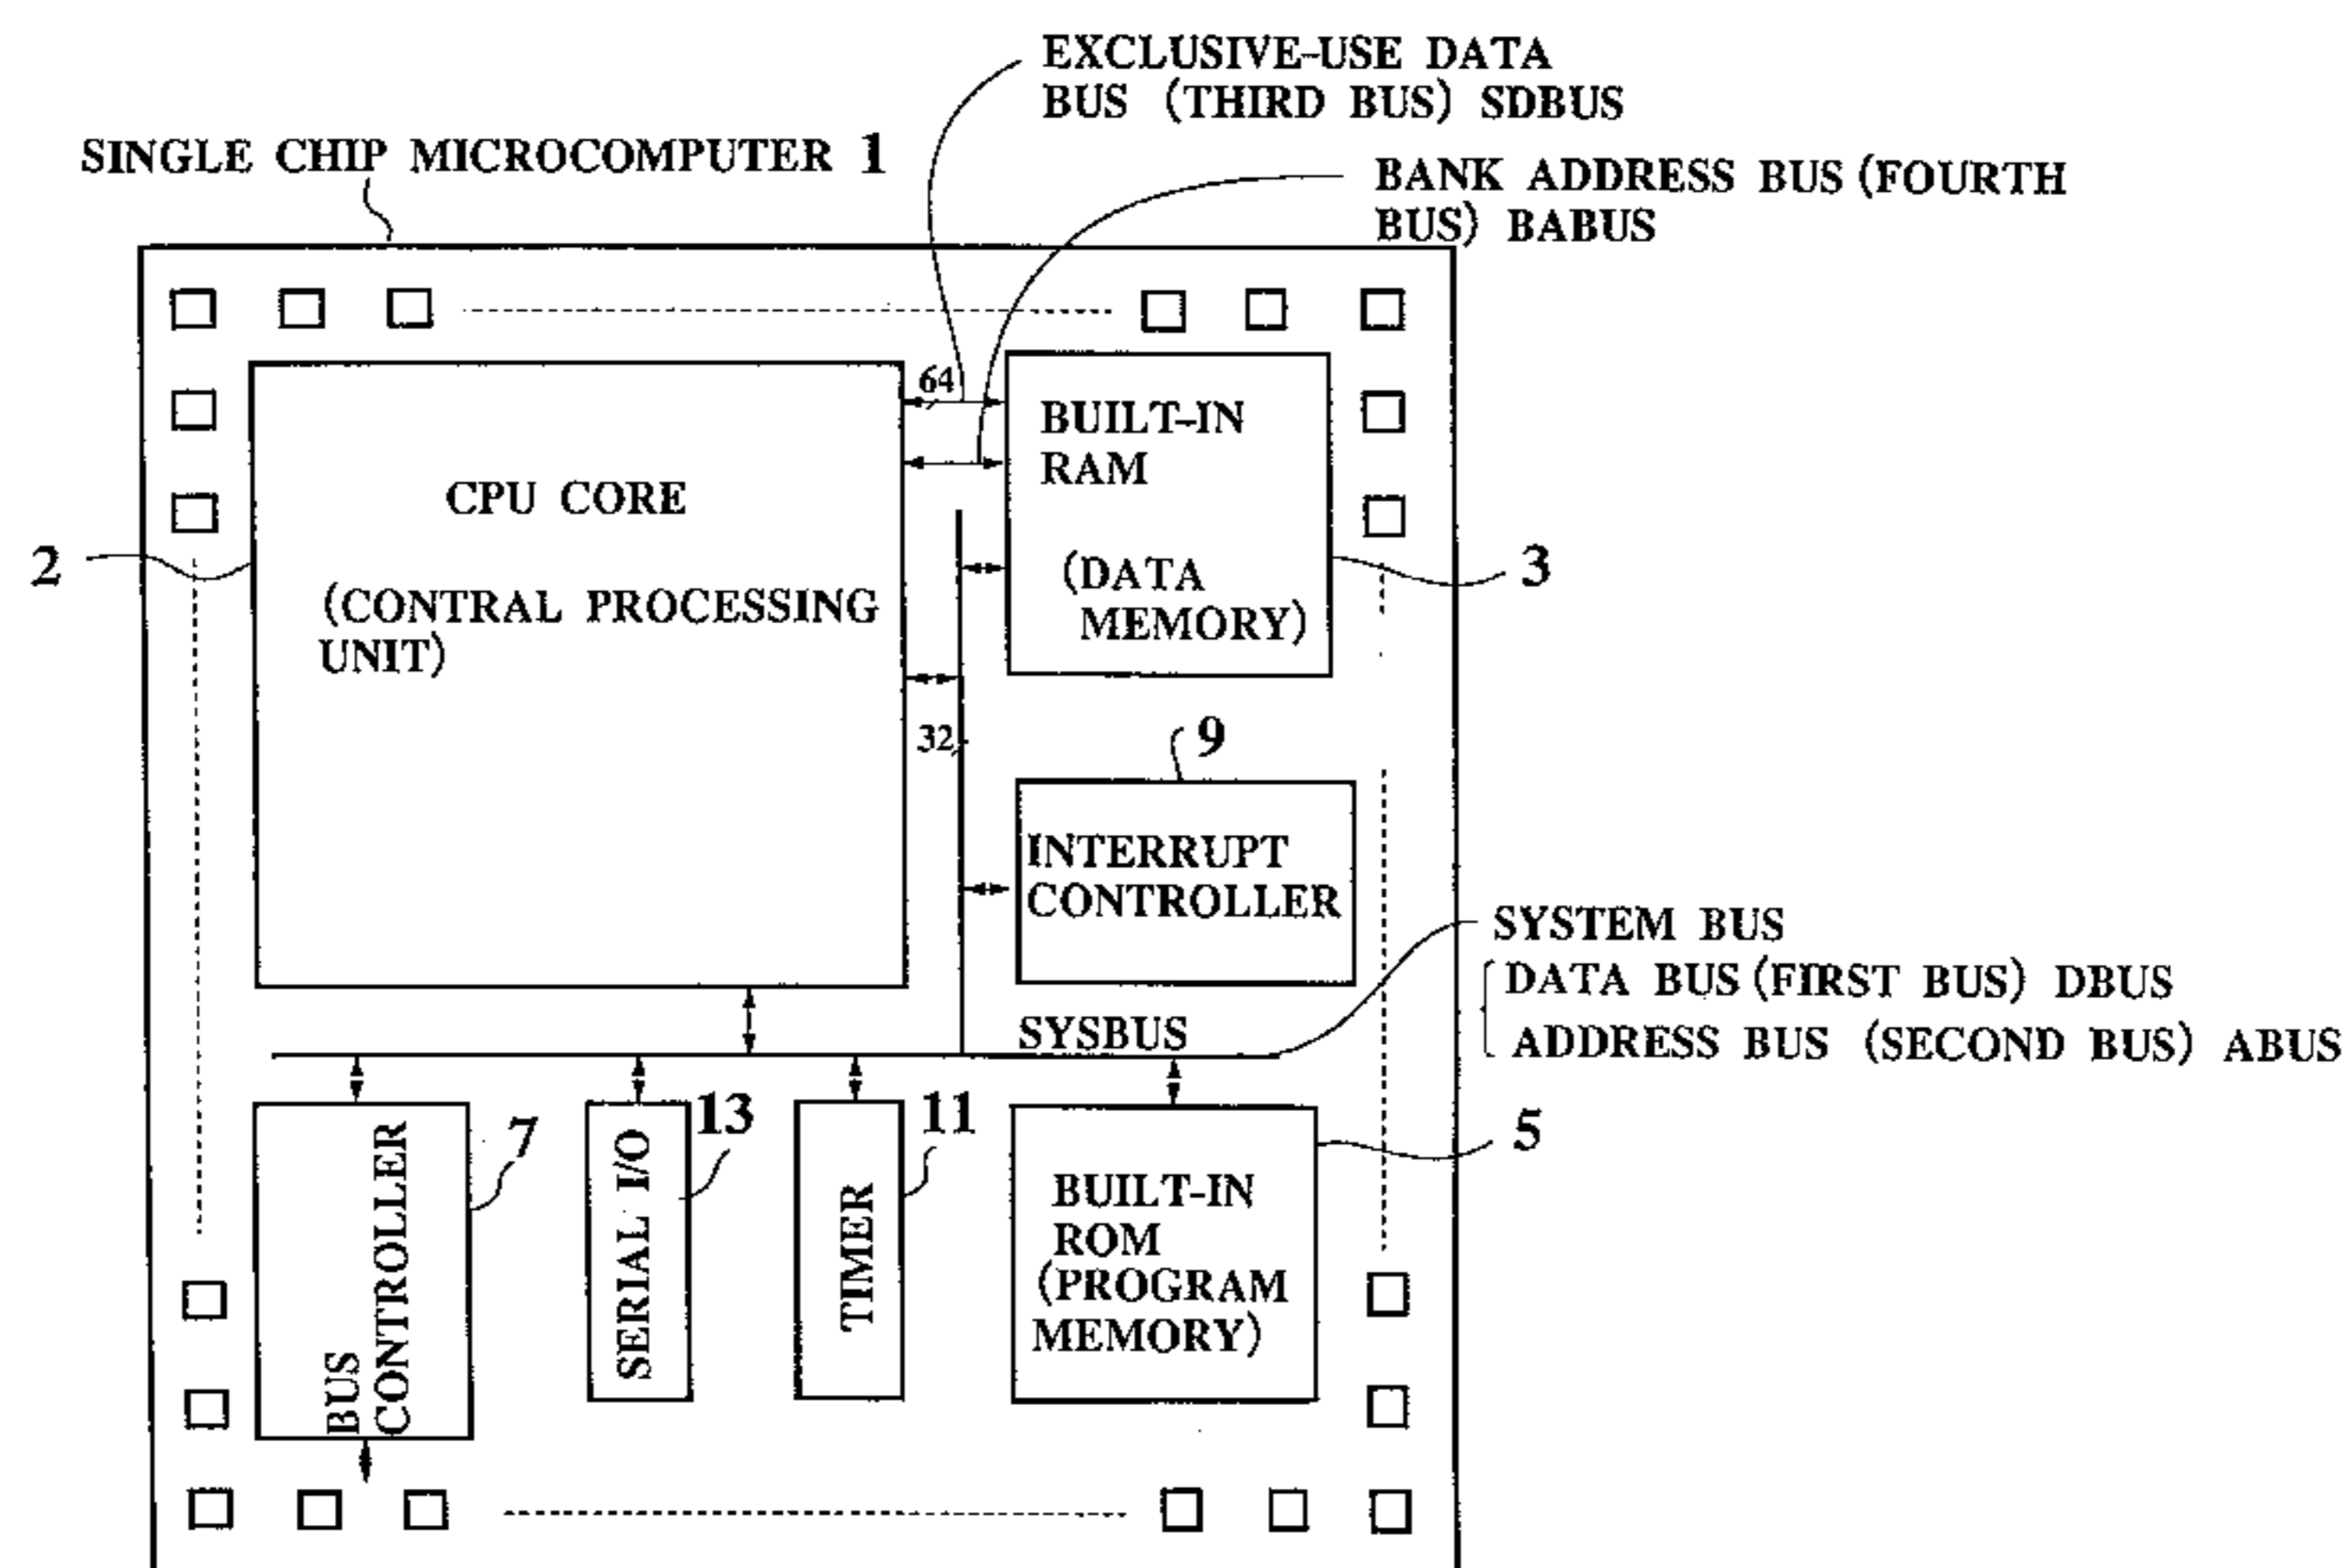 EXCLUSIVE-USE DATA
BUS (THIRD BUS) SDBUS
SINGLE CHIP MICROCOMPUTER 1
BANK ADDRESS BUS (FOURTH
BUS) BABUS
64
BUILT-IN
RAM
(DATA
MEMORY)
3
CPU CORE
(CONTRAL PROCESSING
UNIT)
2
32
9
INTERRUPT
CONTROLLER
SYSTEM BUS
DATA BUS (FIRST BUS) DBUS
ADDRESS BUS (SECOND BUS) ABUS
SYSBUS
BUS
CONTROLLER
7
SERIAL I/O
13
TIMER
11
BUILT-IN
ROM
(PROGRAM
MEMORY)
5